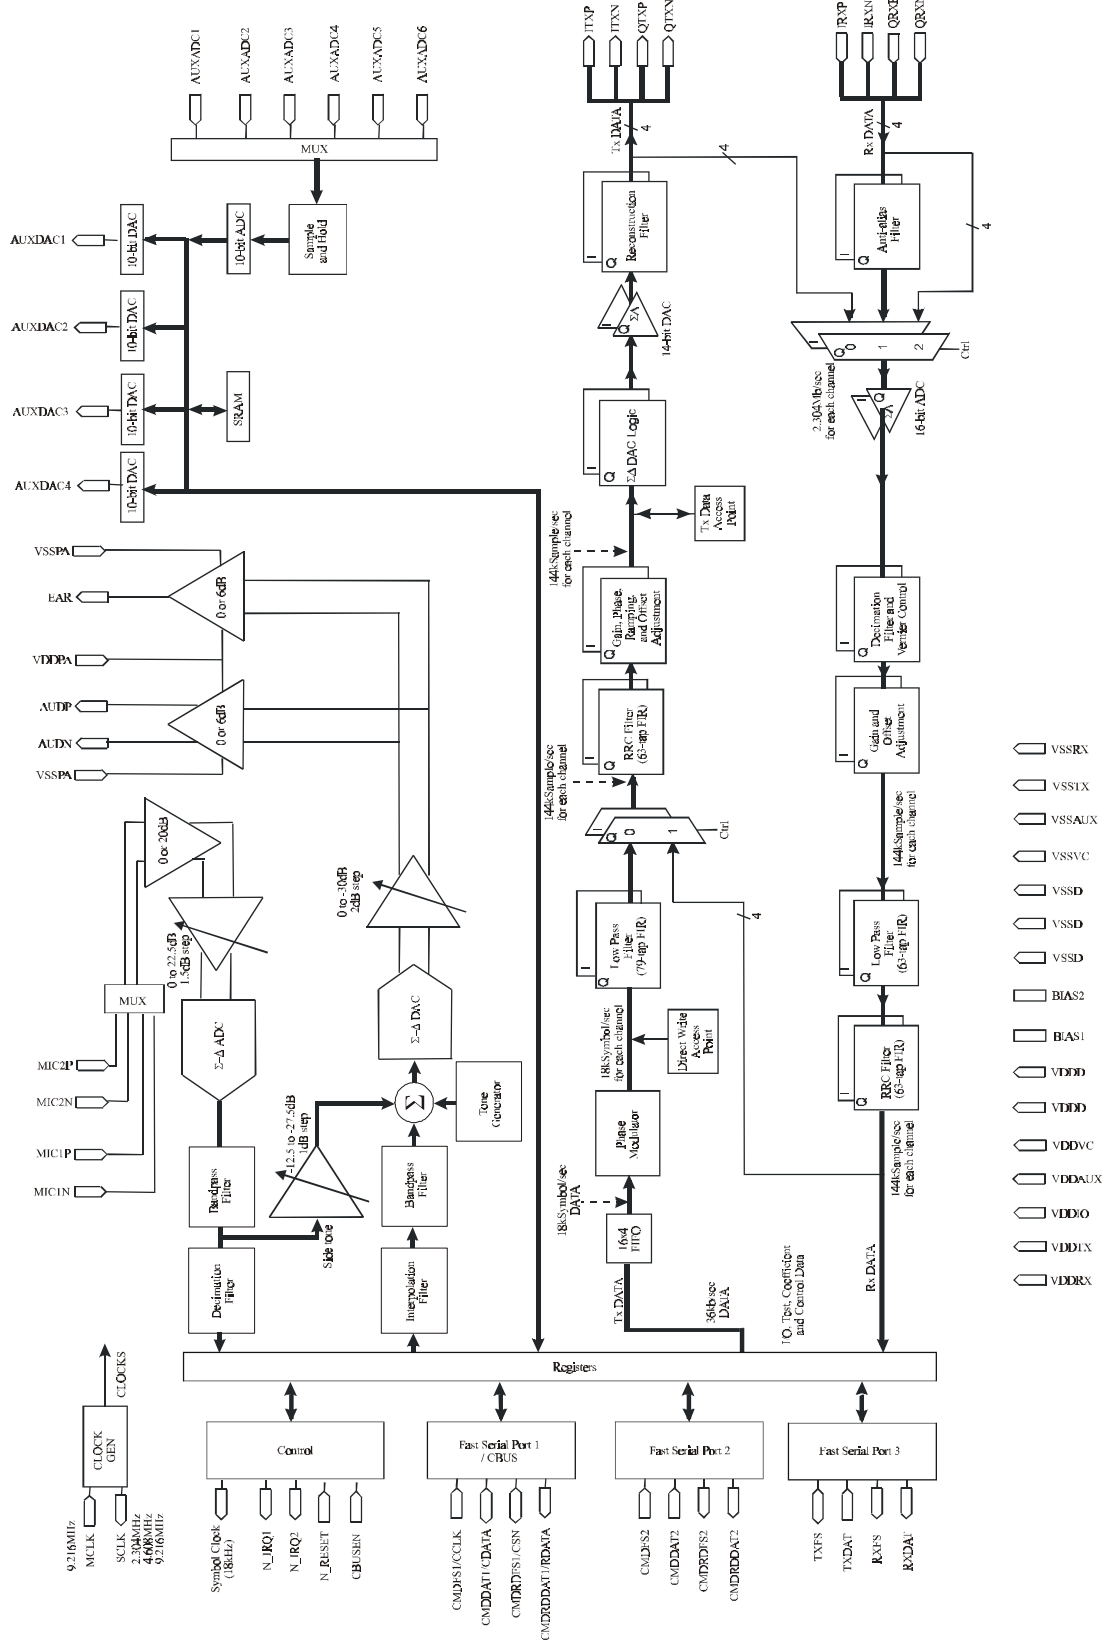 AUXADC1
AUXADC2
AUXADC3
AUXADC4
AUXADC5
AUXADC6
MUX
Sample
and Hold
10-bit ADC
AUXDAC1
10-bit DAC
AUXDAC2
10-bit DAC
AUXDAC3
10-bit DAC
AUXDAC4
10-bit DAC
SRAM
VSSPA
EAR
VDDPA
AUDP
AUDN
VSSPA
0 or 6dB
0 or 6dB
0 or 20dB
0 to 22.5dB
1.5dB step
MUX
MIC2P
MIC2N
MIC1P
MIC1N
Σ–Δ ADC
Bandpass
Filter
Decimation
Filter
0 to -30dB
2dB step
Σ–Δ DAC
Σ
Tone
Generator
-12.5 to -27.5dB
1dB step
Side tone
Bandpass
Filter
Interpolation
Filter
ITXP
ITXN
QTXP
QTXN
Tx DATA
4
4
I
Q
Reconstruction
Filter
I
Q
ΣΔ
14-bit DAC
I
Q
ΣΔ DAC Logic
Tx Data
Access
Point
144kSample/sec
for each channel
I
Q
Gain, Phase,
Ramping,
and Offset
Adjustment
I
Q
RRC Filter
(63-tap FIR)
144kSample/sec
for each channel
I
Q
0
1
Ctrl
I
Q
Low Pass
Filter
(79-tap FIR)
4
18kSymbol/sec
for each channel
Direct Write
Access
Point
Phase
Modulator
18kSymbol/sec
DATA
16x4
FIFO
Tx DATA
36kb/sec
DATA
IRXP
IRXN
QRXP
QRXN
Rx DATA
4
4
I
Q
Anti-alias
Filter
I
Q
0
1
2
Ctrl
2.304Mb/sec
for each channel
I
Q
ΣΔ
16-bit ADC
I
Q
Decimation
Filter and
Vernier Control
I
Q
Gain and
Offset
Adjustment
144kSample/sec
for each channel
I
Q
Low Pass
Filter
(63-tap FIR)
I
Q
RRC Filter
(63-tap FIR)
144kSample/sec
for each channel
Rx DATA
I/O, Test, Coefficient
and Control Data
VSSRX
VSSTX
VSSAUX
VSSVC
VSSD
VSSD
VSSD
BIAS2
BIAS1
VDDD
VDDD
VDDVC
VDDAUX
VDDIO
VDDTX
VDDRX
CLOCKS
CLOCK
GEN
9.216MHz
MCLK
SCLK
2.304MHz
4.608MHz
9.216MHz
Registers
Control
Fast Serial Port 1
/ CBUS
Fast Serial Port 2
Fast Serial Port 3
Symbol Clock
(18kHz)
N_IRQ1
N_IRQ2
N_RESET
CBUSEN
CMDFS1/CCLK
CMDDAT1/CDATA
CMDRDFS1/CSN
CMDRDDAT1/RDATA
CMDFS2
CMDDAT2
CMDRDFS2
CMDRDDAT2
TXFS
TXDAT
RXFS
RXDAT